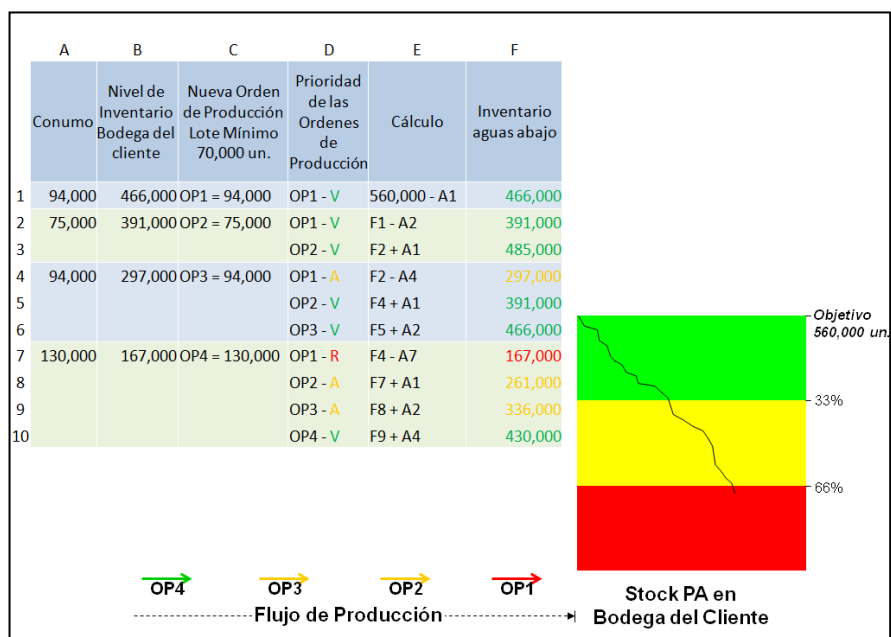 A B C D E F
Conumo
Nivel de
Inventario
Bodega del
cliente
Nueva Orden
de Producción
Lote Mínimo
70,000 un.
Prioridad
de las
Ordenes
de
Producción
Cálculo
Inventario
aguas abajo
1 94,000 466,000 OP1 = 94,000 OP1 - V 560,000 - A1 466,000
2 75,000 391,000 OP2 = 75,000 OP1 - V F1 - A2 391,000
3 OP2 - V F2 + A1 485,000
4 94,000 297,000 OP3 = 94,000 OP1 - A F2 - A4 297,000
5 OP2 - V F4 + A1 391,000
6 OP3 - V F5 + A2 466,000
7 130,000 167,000 OP4 = 130,000 OP1 - R F4 - A7 167,000
8 OP2 - A F7 + A1 261,000
9 OP3 - A F8 + A2 336,000
10 OP4 - V F9 + A4 430,000
Objetivo
560,000 un.
33%
66%
OP4 OP3 OP2 OP1
Flujo de Producción
Stock PA en
Bodega del Cliente